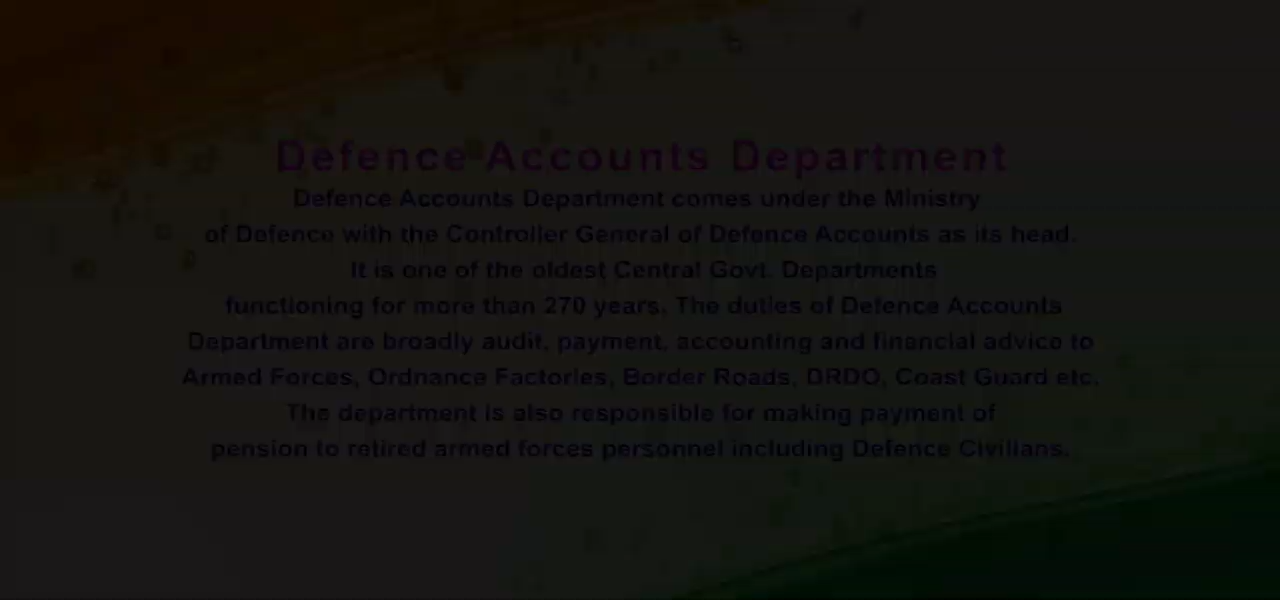 Defence Accounts Department
Defence Accounts Department comes under the Ministry
of Defence with the Controller General of Defence Accounts as its head.
It is one of the oldest Central Govt. Departments
functioning for more than 270 years. The duties of Defence Accounts
Department are broadly audit, payment, accounting and financial advice to
Armed Forces, Ordnance Factories, Border Roads, DRDO, Coast Guard etc.
The department is also responsible for making payment of
pension to retired armed forces personnel including Defence Civilians.